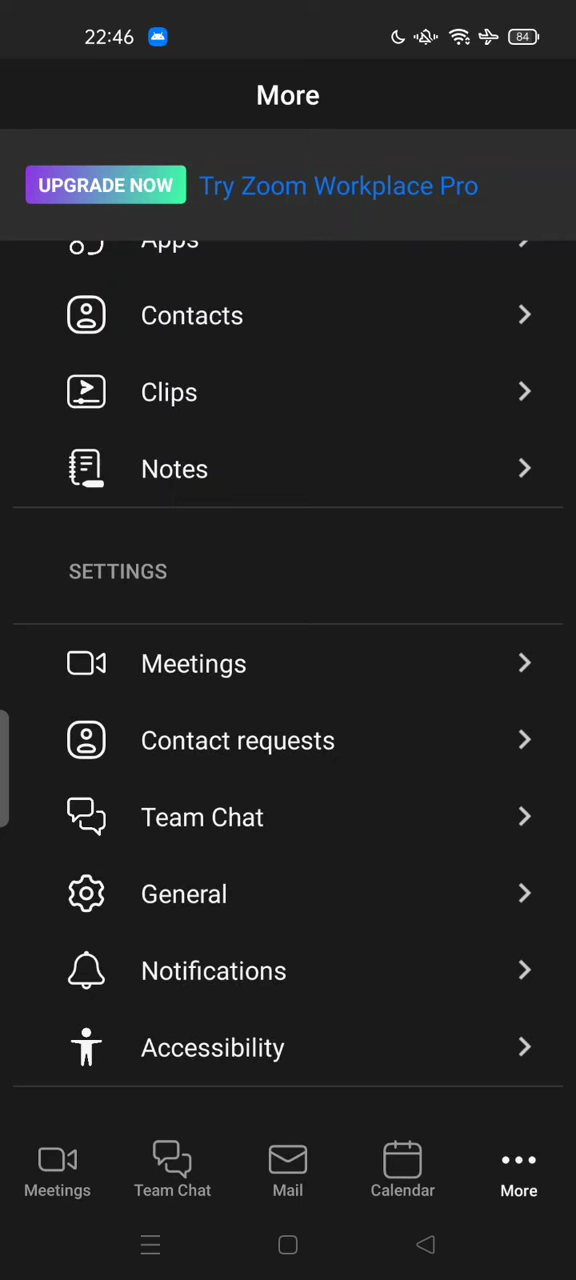 22:46
84
More
UPGRADE NOW Try Zoom Workplace Pro
Apps
Contacts
Clips
Notes
SETTINGS
Meetings
Contact requests
Team Chat
General
Notifications
Accessibility
Meetings Team Chat Mail Calendar More